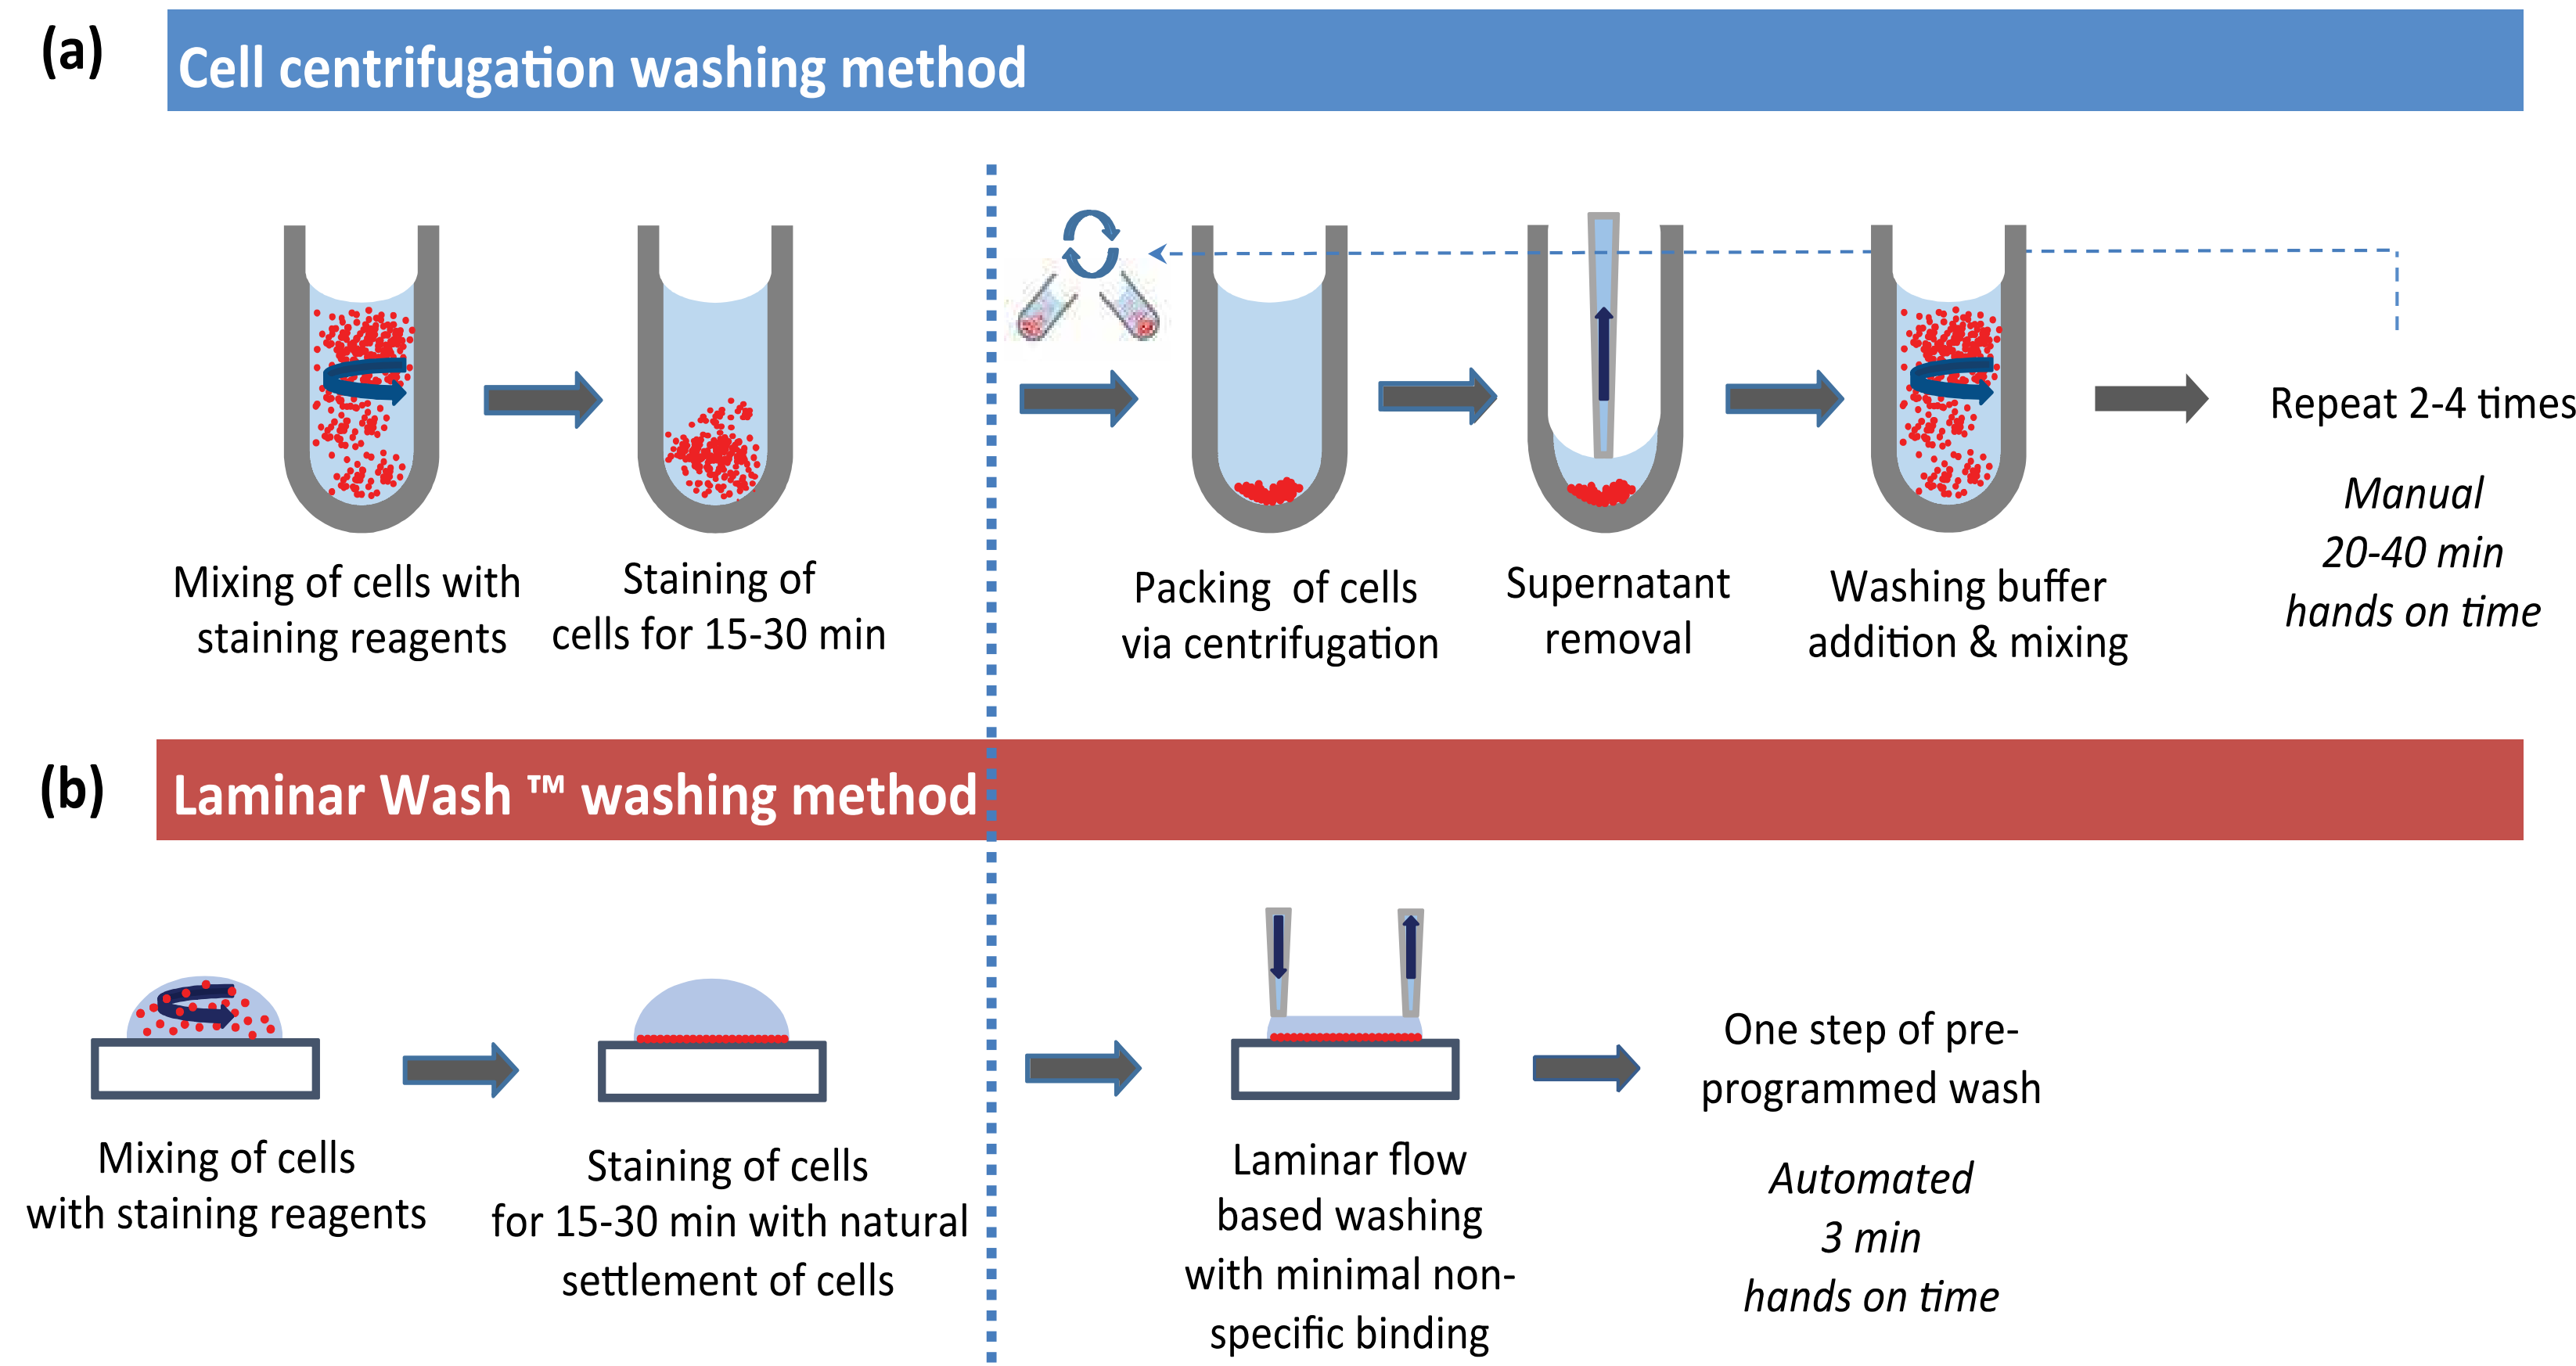 (a)
Cell centrifugation washing method
Mixing of cells with
staining reagents
Staining of
cells for 15-30 min
Packing of cells
via centrifugation
Supernatant
removal
Washing buffer
addition & mixing
Repeat 2-4 times
Manual
20-40 min
hands on time
(b)
Laminar Wash ™ washing method
Mixing of cells
with staining reagents
Staining of cells
for 15-30 min with natural
settlement of cells
Laminar flow
based washing
with minimal non-
specific binding
One step of pre-
programmed wash
Automated
3 min
hands on time